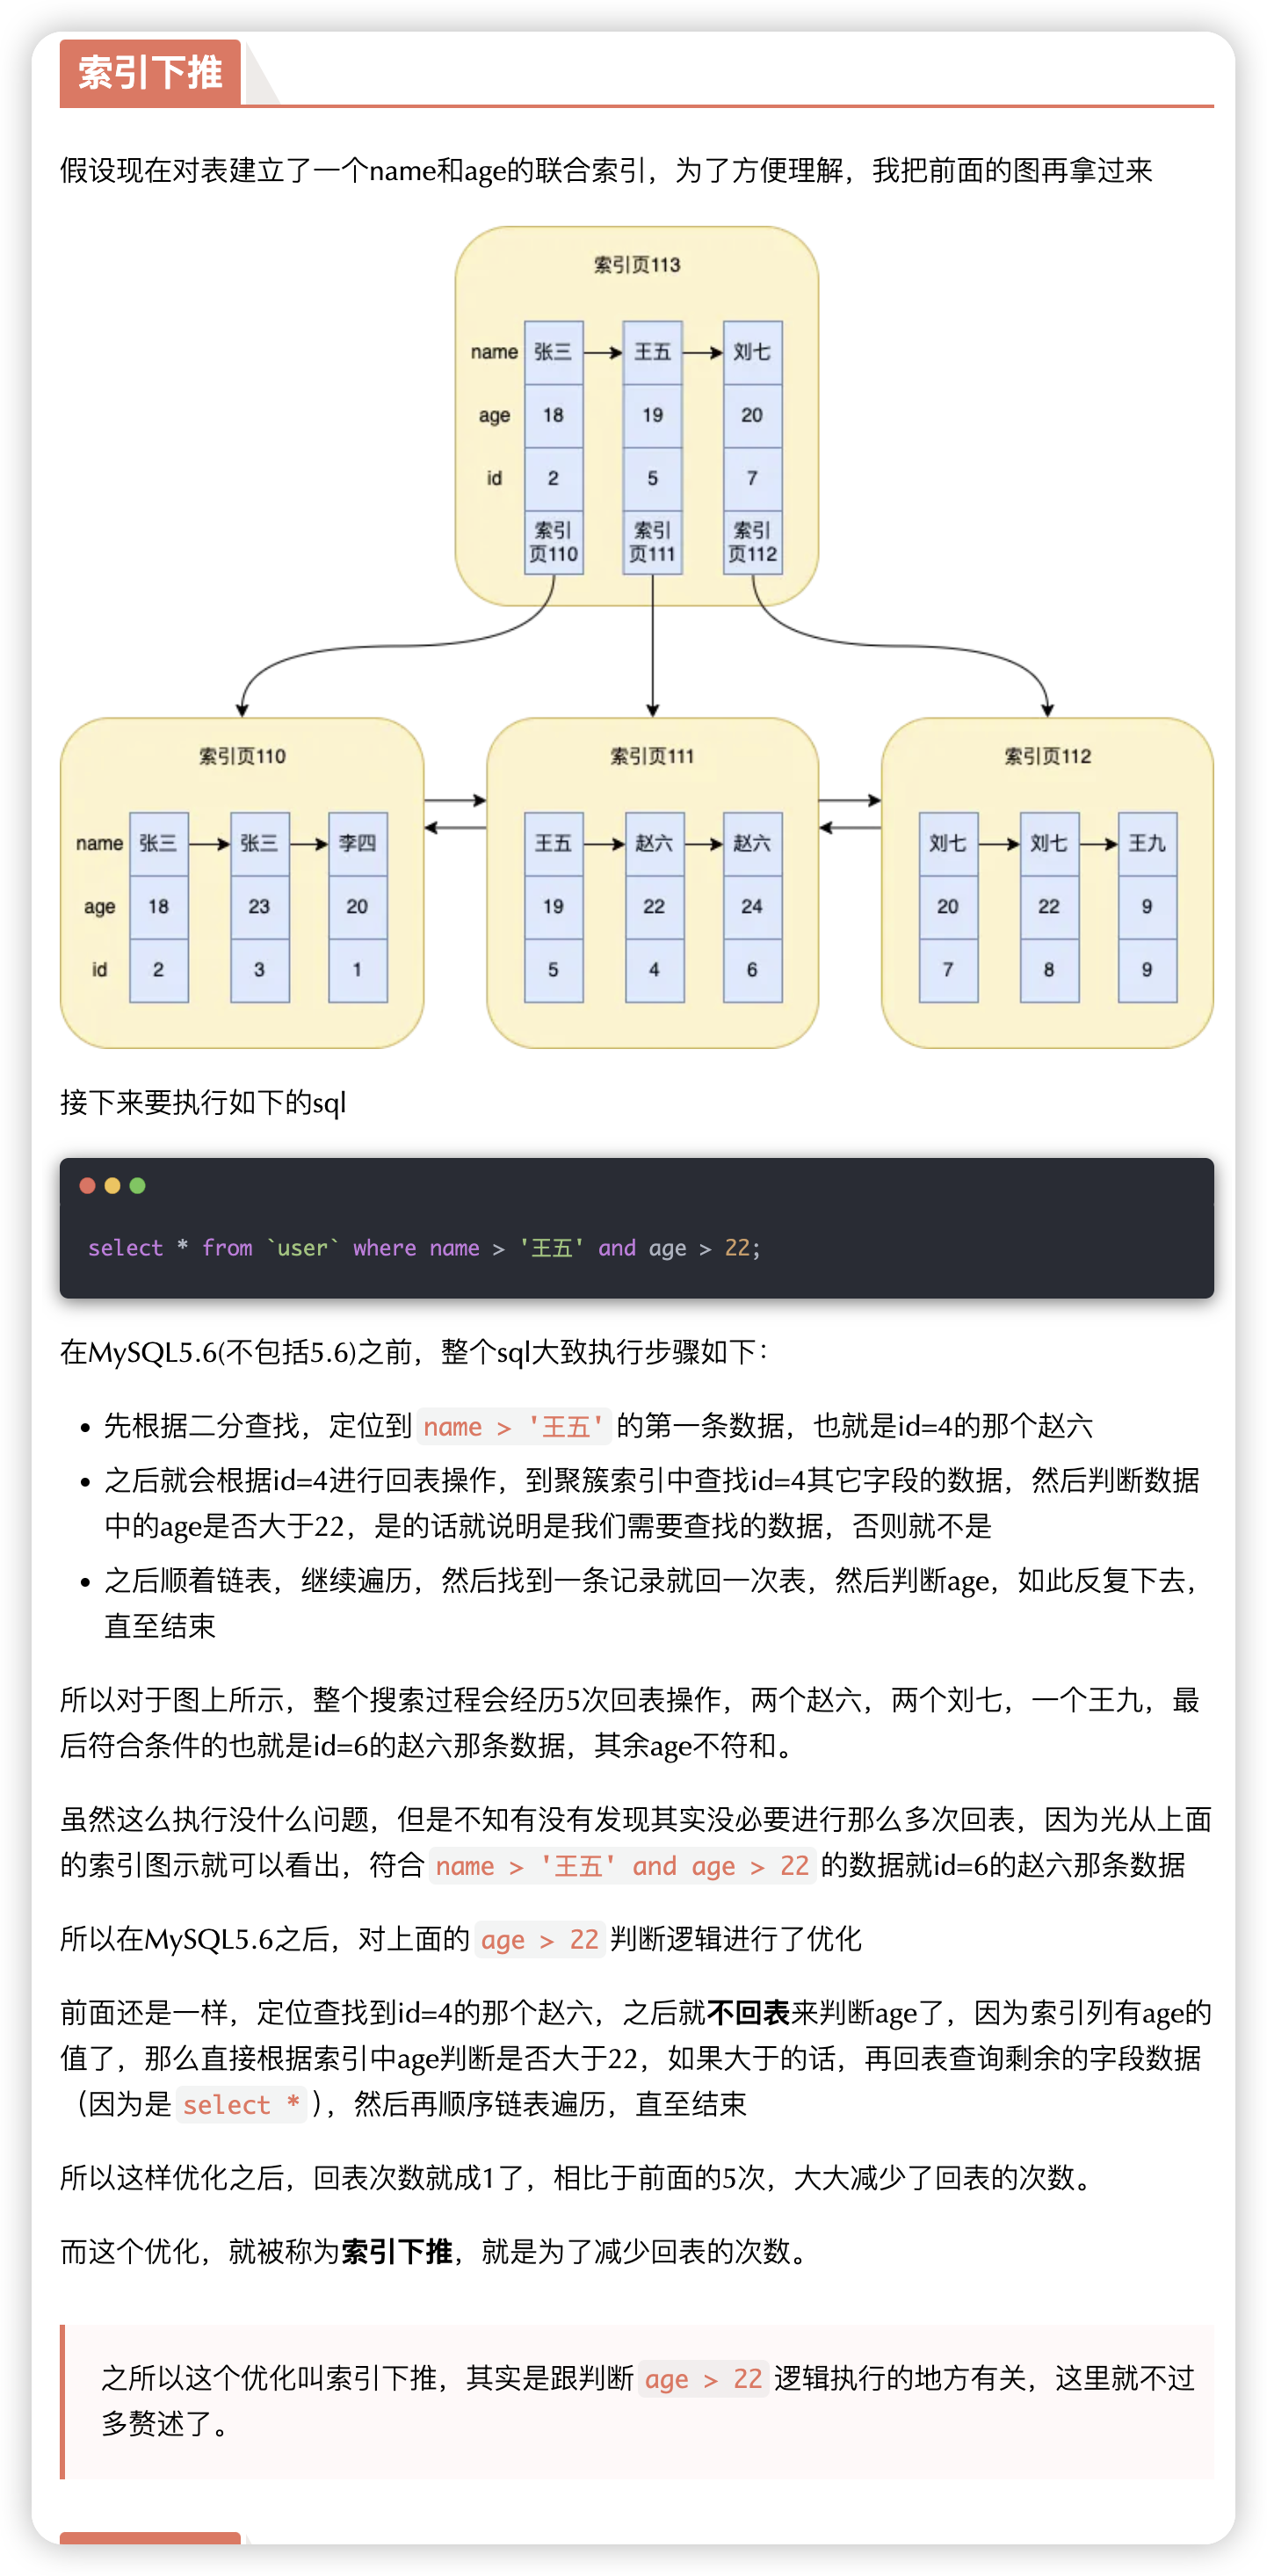 索引下推
假设现在对表建立了一个name和age的联合索引，为了方便理解，我把前面的图再拿过来
索引页113
name 张三 王五 刘七
age 18 19 20
id 2 5 7
索引 索引 索引
页110 页111 页112
索引页110 索引页111 索引页112
name 张三 张三 李四 王五 赵六 赵六 刘七 刘七 王九
age 18 23 20 19 22 24 20 22 9
id 2 3 1 5 4 6 7 8 9
接下来要执行如下的sql
select * from `user` where name > '王五' and age > 22;
在MySQL5.6(不包括5.6)之前，整个sql大致执行步骤如下：
• 先根据二分查找，定位到 name > '王五' 的第一条数据，也就是id=4的那个赵六
• 之后就会根据id=4进行回表操作，到聚簇索引中查找id=4其它字段的数据，然后判断数据
中的age是否大于22，是的话就说明是我们需要查找的数据，否则就不是
• 之后顺着链表，继续遍历，然后找到一条记录就回一次表，然后判断age，如此反复下去，
直至结束
所以对于图上所示，整个搜索过程会经历5次回表操作，两个赵六，两个刘七，一个王九，最
后符合条件的也就是id=6的赵六那条数据，其余age不符和。
虽然这么执行没什么问题，但是不知有没有发现其实没必要进行那么多次回表，因为光从上面
的索引图示就可以看出，符合 name > '王五' and age > 22 的数据就id=6的赵六那条数据
所以在MySQL5.6之后，对上面的 age > 22 判断逻辑进行了优化
前面还是一样，定位查找到id=4的那个赵六，之后就不回表来判断age了，因为索引列有age的
值了，那么直接根据索引中age判断是否大于22，如果大于的话，再回表查询剩余的字段数据
（因为是 select * ），然后再顺序链表遍历，直至结束
所以这样优化之后，回表次数就成1了，相比于前面的5次，大大减少了回表的次数。
而这个优化，就被称为索引下推，就是为了减少回表的次数。
之所以这个优化叫索引下推，其实是跟判断 age > 22 逻辑执行的地方有关，这里就不过
多赘述了。